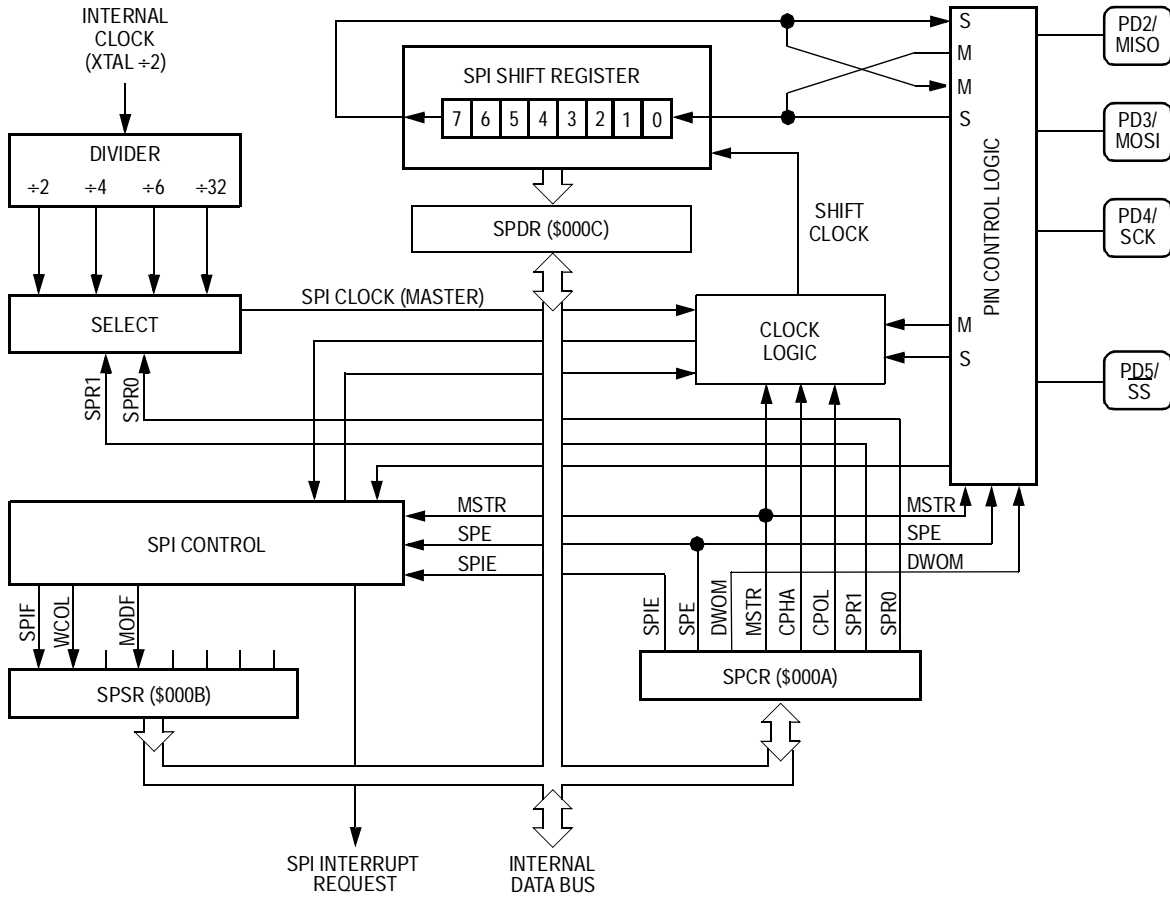 INTERNAL
CLOCK
(XTAL ÷2)
DIVIDER
÷2 ÷4 ÷6 ÷32
SELECT
SPR1
SPR0
SPI SHIFT REGISTER
7 6 5 4 3 2 1 0
SPDR ($000C)
SHIFT
CLOCK
SPI CLOCK (MASTER)
CLOCK
LOGIC
S
M
M
S
M
S
PIN CONTROL LOGIC
PD2/
MISO
PD3/
MOSI
PD4/
SCK
PD5/
SS
SPI CONTROL
MSTR
SPE
SPIE
MSTR
SPE
DWOM
SPIF
WCOL
MODF
SPIE
SPE
DWOM
MSTR
CPHA
CPOL
SPR1
SPR0
SPSR ($000B)
SPCR ($000A)
SPI INTERRUPT
REQUEST
INTERNAL
DATA BUS